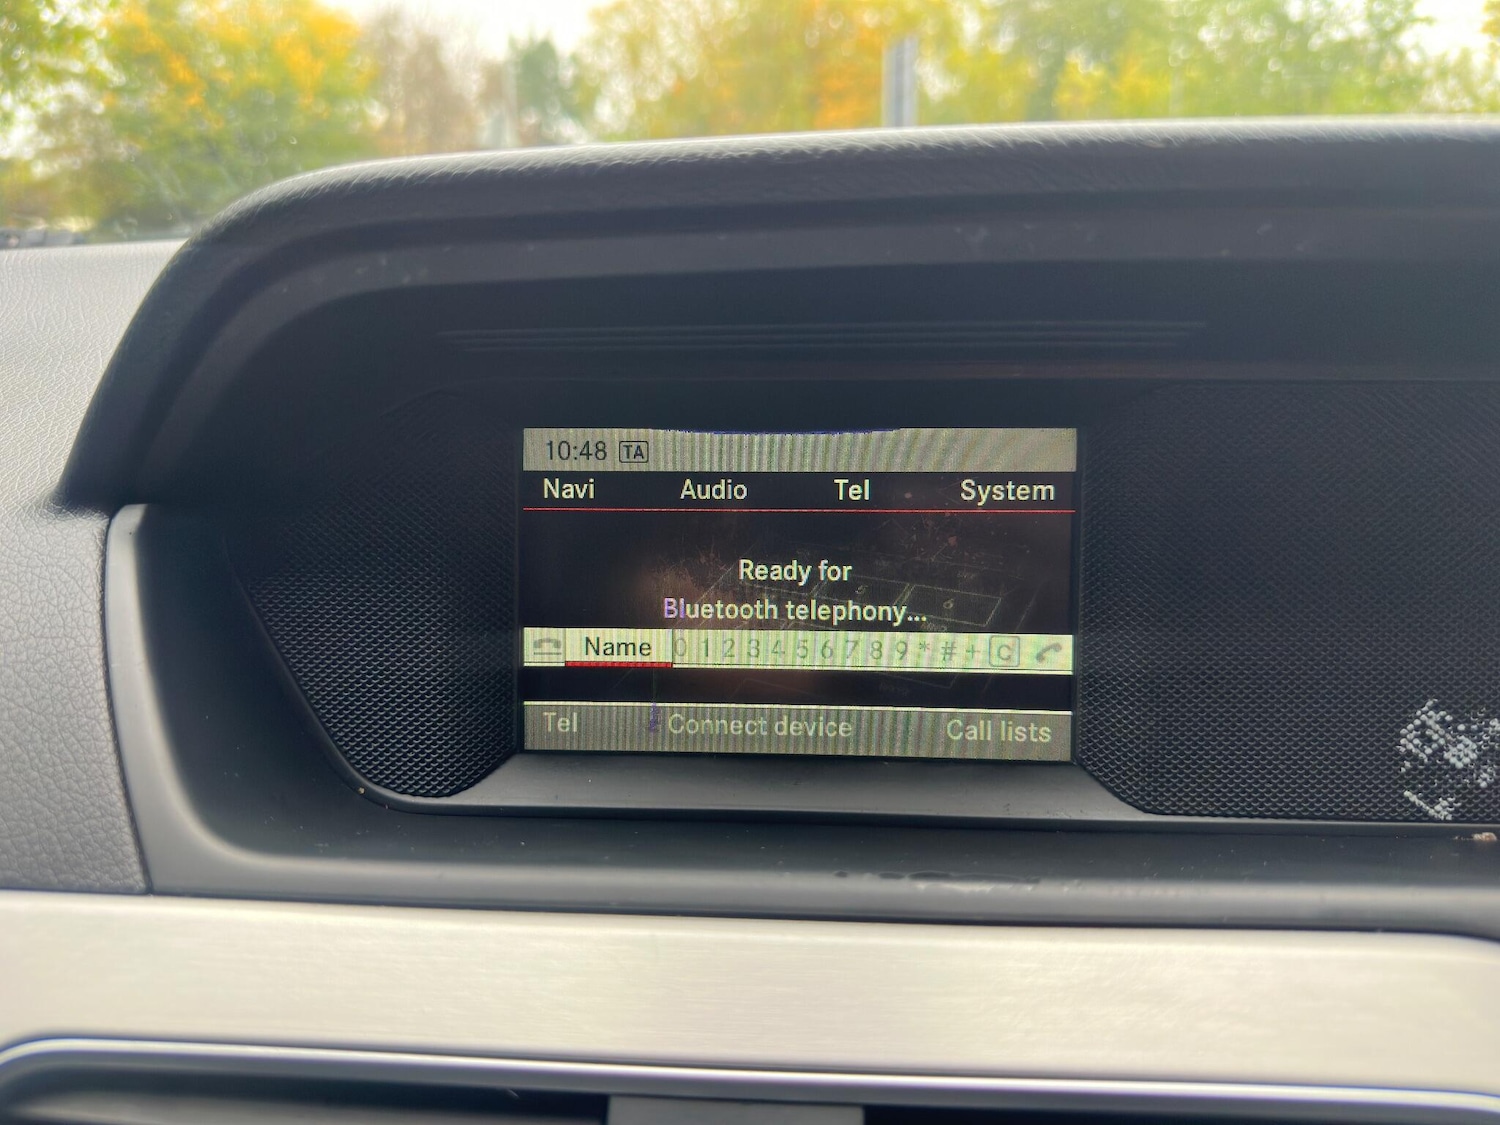 10:48 TA
Navi Audio Tel System
Ready for
Bluetooth telephony...
Name 0 1 2 3 4 5 6 7 8 9 * # + C
Tel Connect device Call lists